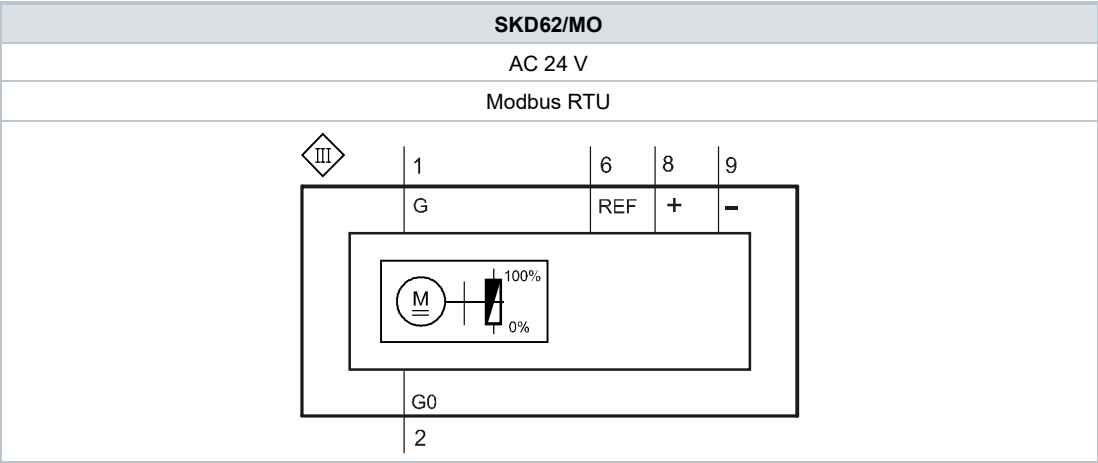 SKD62/MO
AC 24 V
Modbus RTU
III
1 6 8 9
G REF + -
M
100%
0%
G0
2